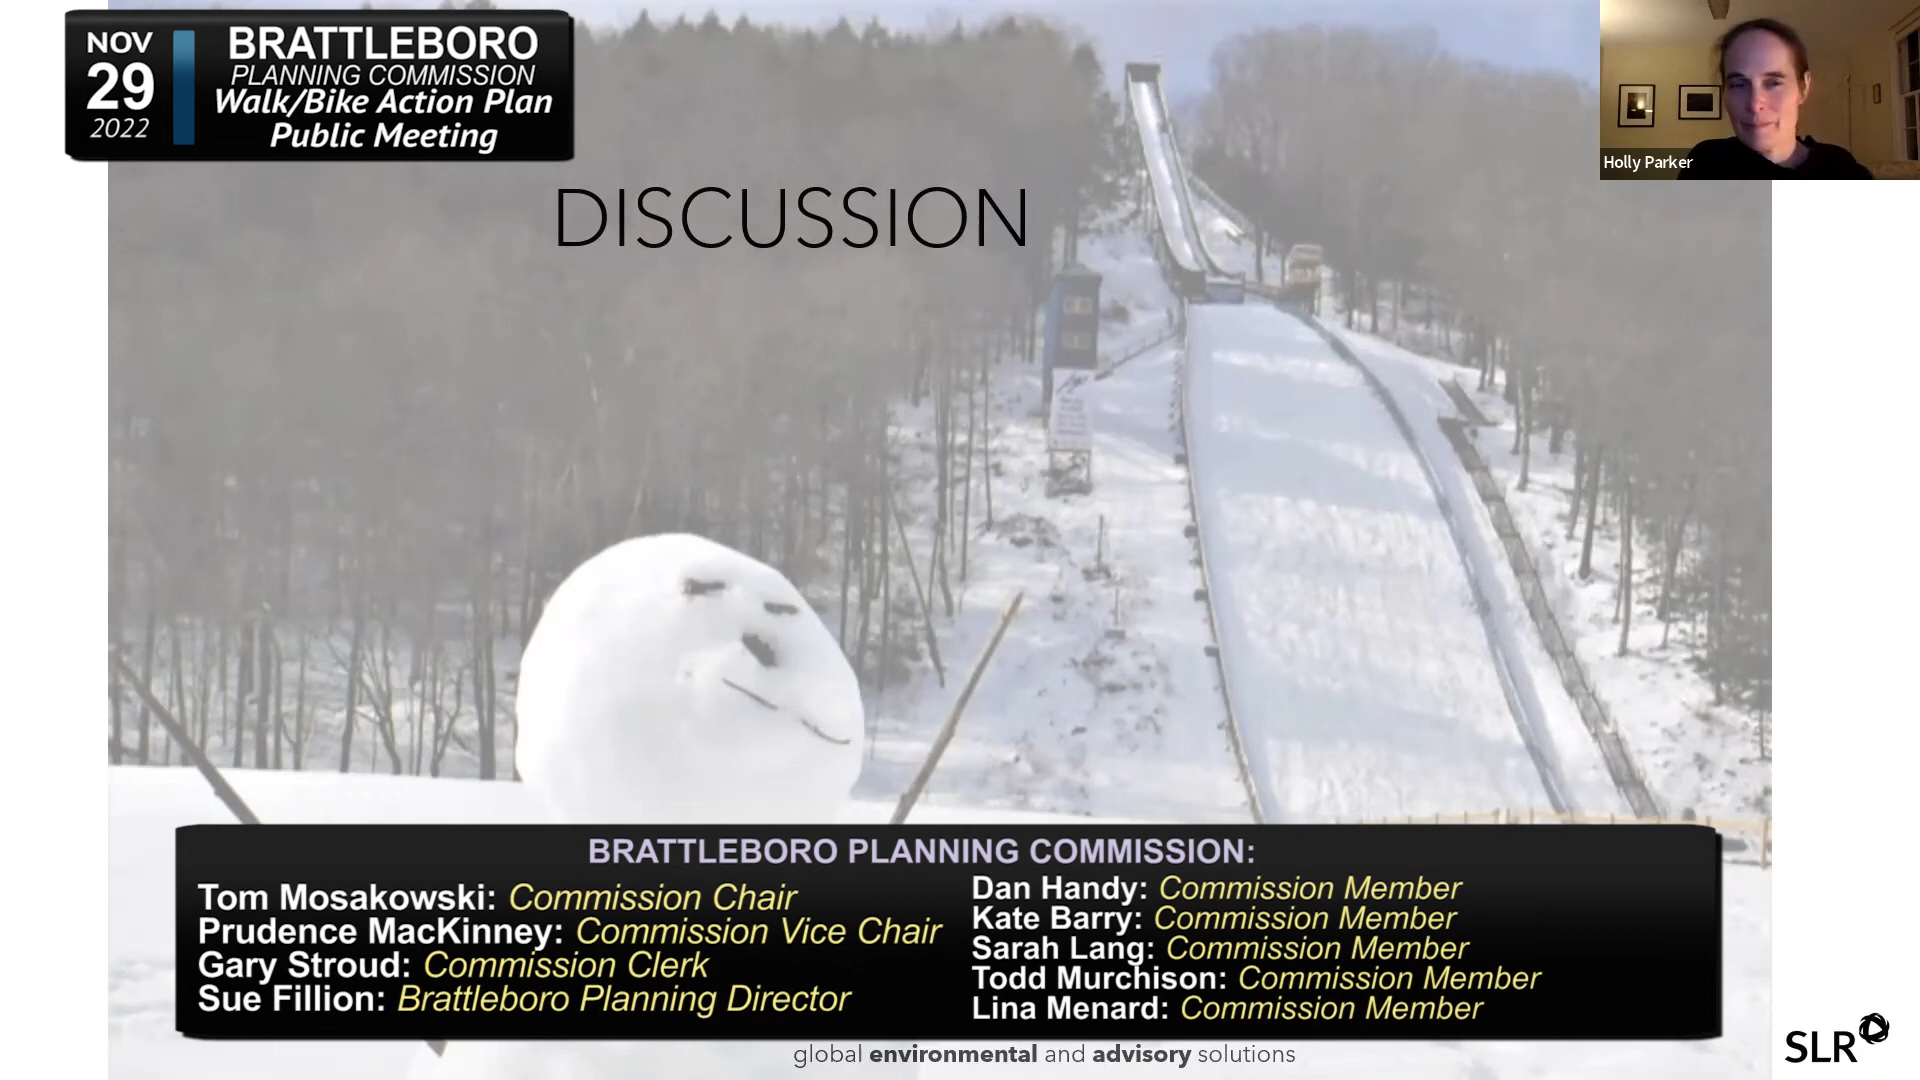 NOV
29
2022
BRATTLEBORO
PLANNING COMMISSION
Walk/Bike Action Plan
Public Meeting
Holly Parker
DISCUSSION
BRATTLEBORO PLANNING COMMISSION:
Tom Mosakowski: Commission Chair
Prudence MacKinney: Commission Vice Chair
Gary Stroud: Commission Clerk
Sue Fillion: Brattleboro Planning Director
Dan Handy: Commission Member
Kate Barry: Commission Member
Sarah Lang: Commission Member
Todd Murchison: Commission Member
Lina Menard: Commission Member
global environmental and advisory solutions
SLR